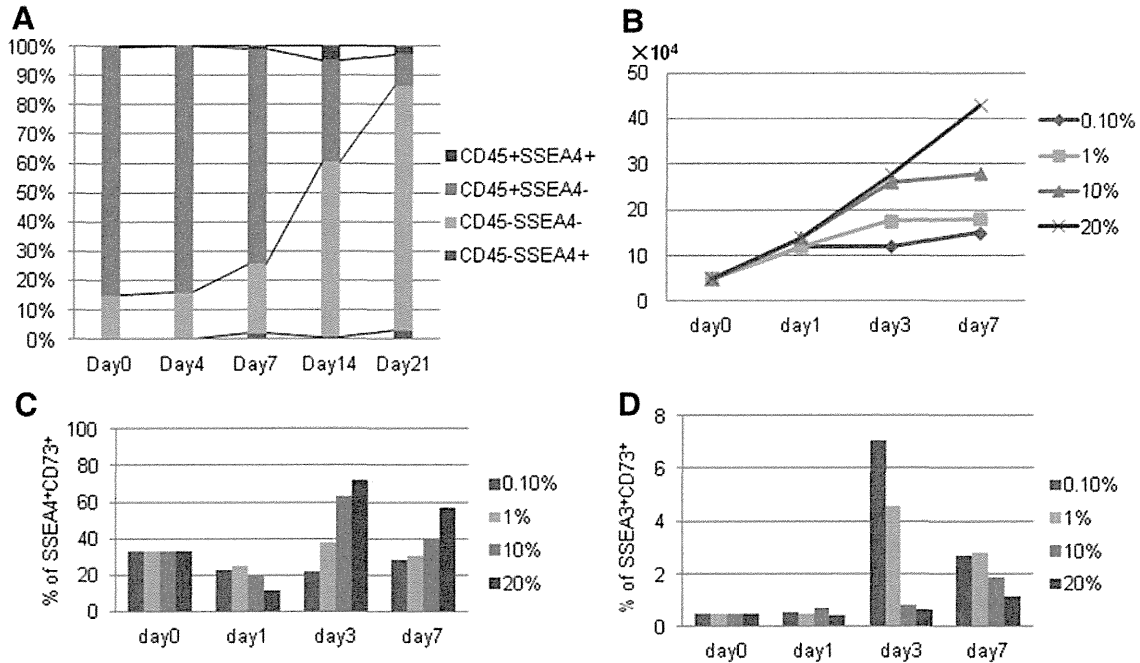 A
100%
90%
80%
70%
60%
50%
40%
30%
20%
10%
0%
Day0 Day4 Day7 Day14 Day21
CD45+SSEA4+
CD45+SSEA4-
CD45-SSEA4-
CD45-SSEA4+
B
×10⁴
50
40
30
20
10
0
day0 day1 day3 day7
0.10%
1%
10%
20%
C
% of SSEA4⁺CD73⁺
100
80
60
40
20
0
day0 day1 day3 day7
0.10%
1%
10%
20%
D
% of SSEA3⁺CD73⁺
8
6
4
2
0
day0 day1 day3 day7
0.10%
1%
10%
20%